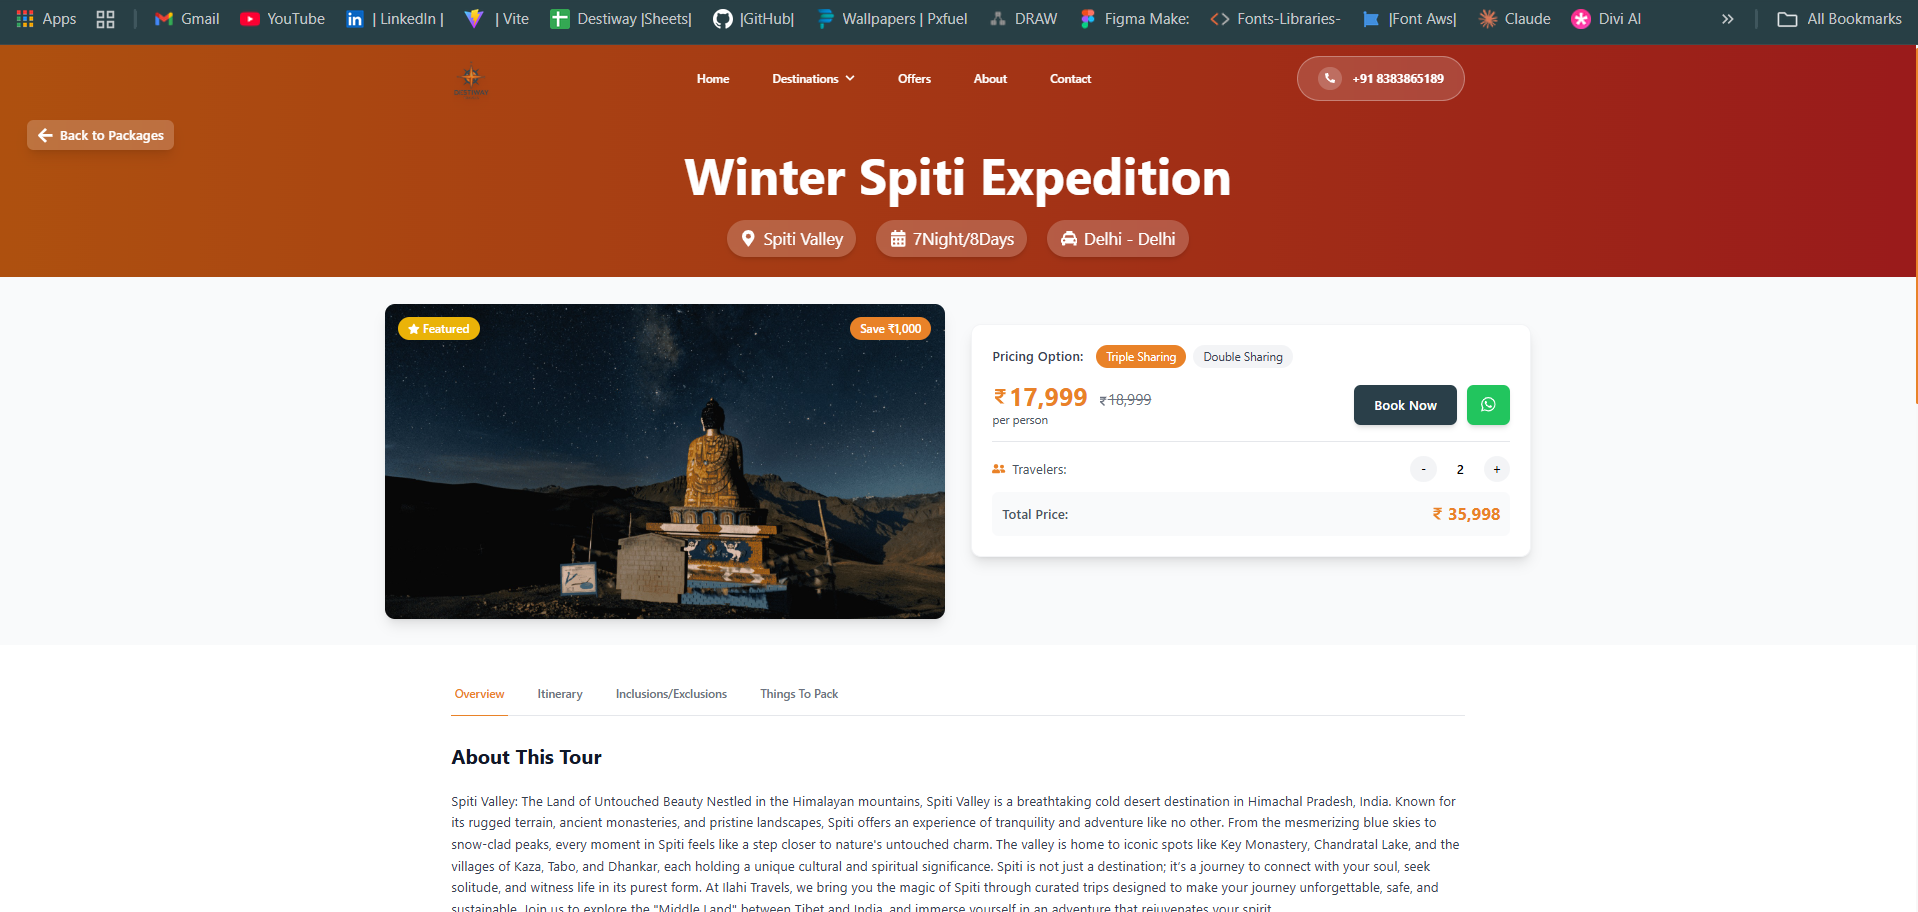 Apps
Gmail
YouTube
| LinkedIn |
| Vite
Destiway |Sheets|
|GitHub|
Wallpapers | Pxfuel
DRAW
Figma Make:
Fonts-Libraries-
|Font Aws|
Claude
Divi AI
»
All Bookmarks
DESTIWAY
Home
Destinations
Offers
About
Contact
+91 8383865189
Back to Packages
Winter Spiti Expedition
Spiti Valley
7Night/8Days
Delhi - Delhi
Featured
Save ₹1,000
Pricing Option:
Triple Sharing
Double Sharing
₹17,999
₹18,999
per person
Book Now
Travelers:
-
2
+
Total Price:
₹ 35,998
Overview
Itinerary
Inclusions/Exclusions
Things To Pack
About This Tour
Spiti Valley: The Land of Untouched Beauty Nestled in the Himalayan mountains, Spiti Valley is a breathtaking cold desert destination in Himachal Pradesh, India. Known for
its rugged terrain, ancient monasteries, and pristine landscapes, Spiti offers an experience of tranquility and adventure like no other. From the mesmerizing blue skies to
snow-clad peaks, every moment in Spiti feels like a step closer to nature's untouched charm. The valley is home to iconic spots like Key Monastery, Chandratal Lake, and the
villages of Kaza, Tabo, and Dhankar, each holding a unique cultural and spiritual significance. Spiti is not just a destination; it's a journey to connect with your soul, seek
solitude, and witness life in its purest form. At Ilahi Travels, we bring you the magic of Spiti through curated trips designed to make your journey unforgettable, safe, and
sustainable. Join us to explore the "Middle Land" between Tibet and India, and immerse yourself in an adventure that rejuvenates your spirit.